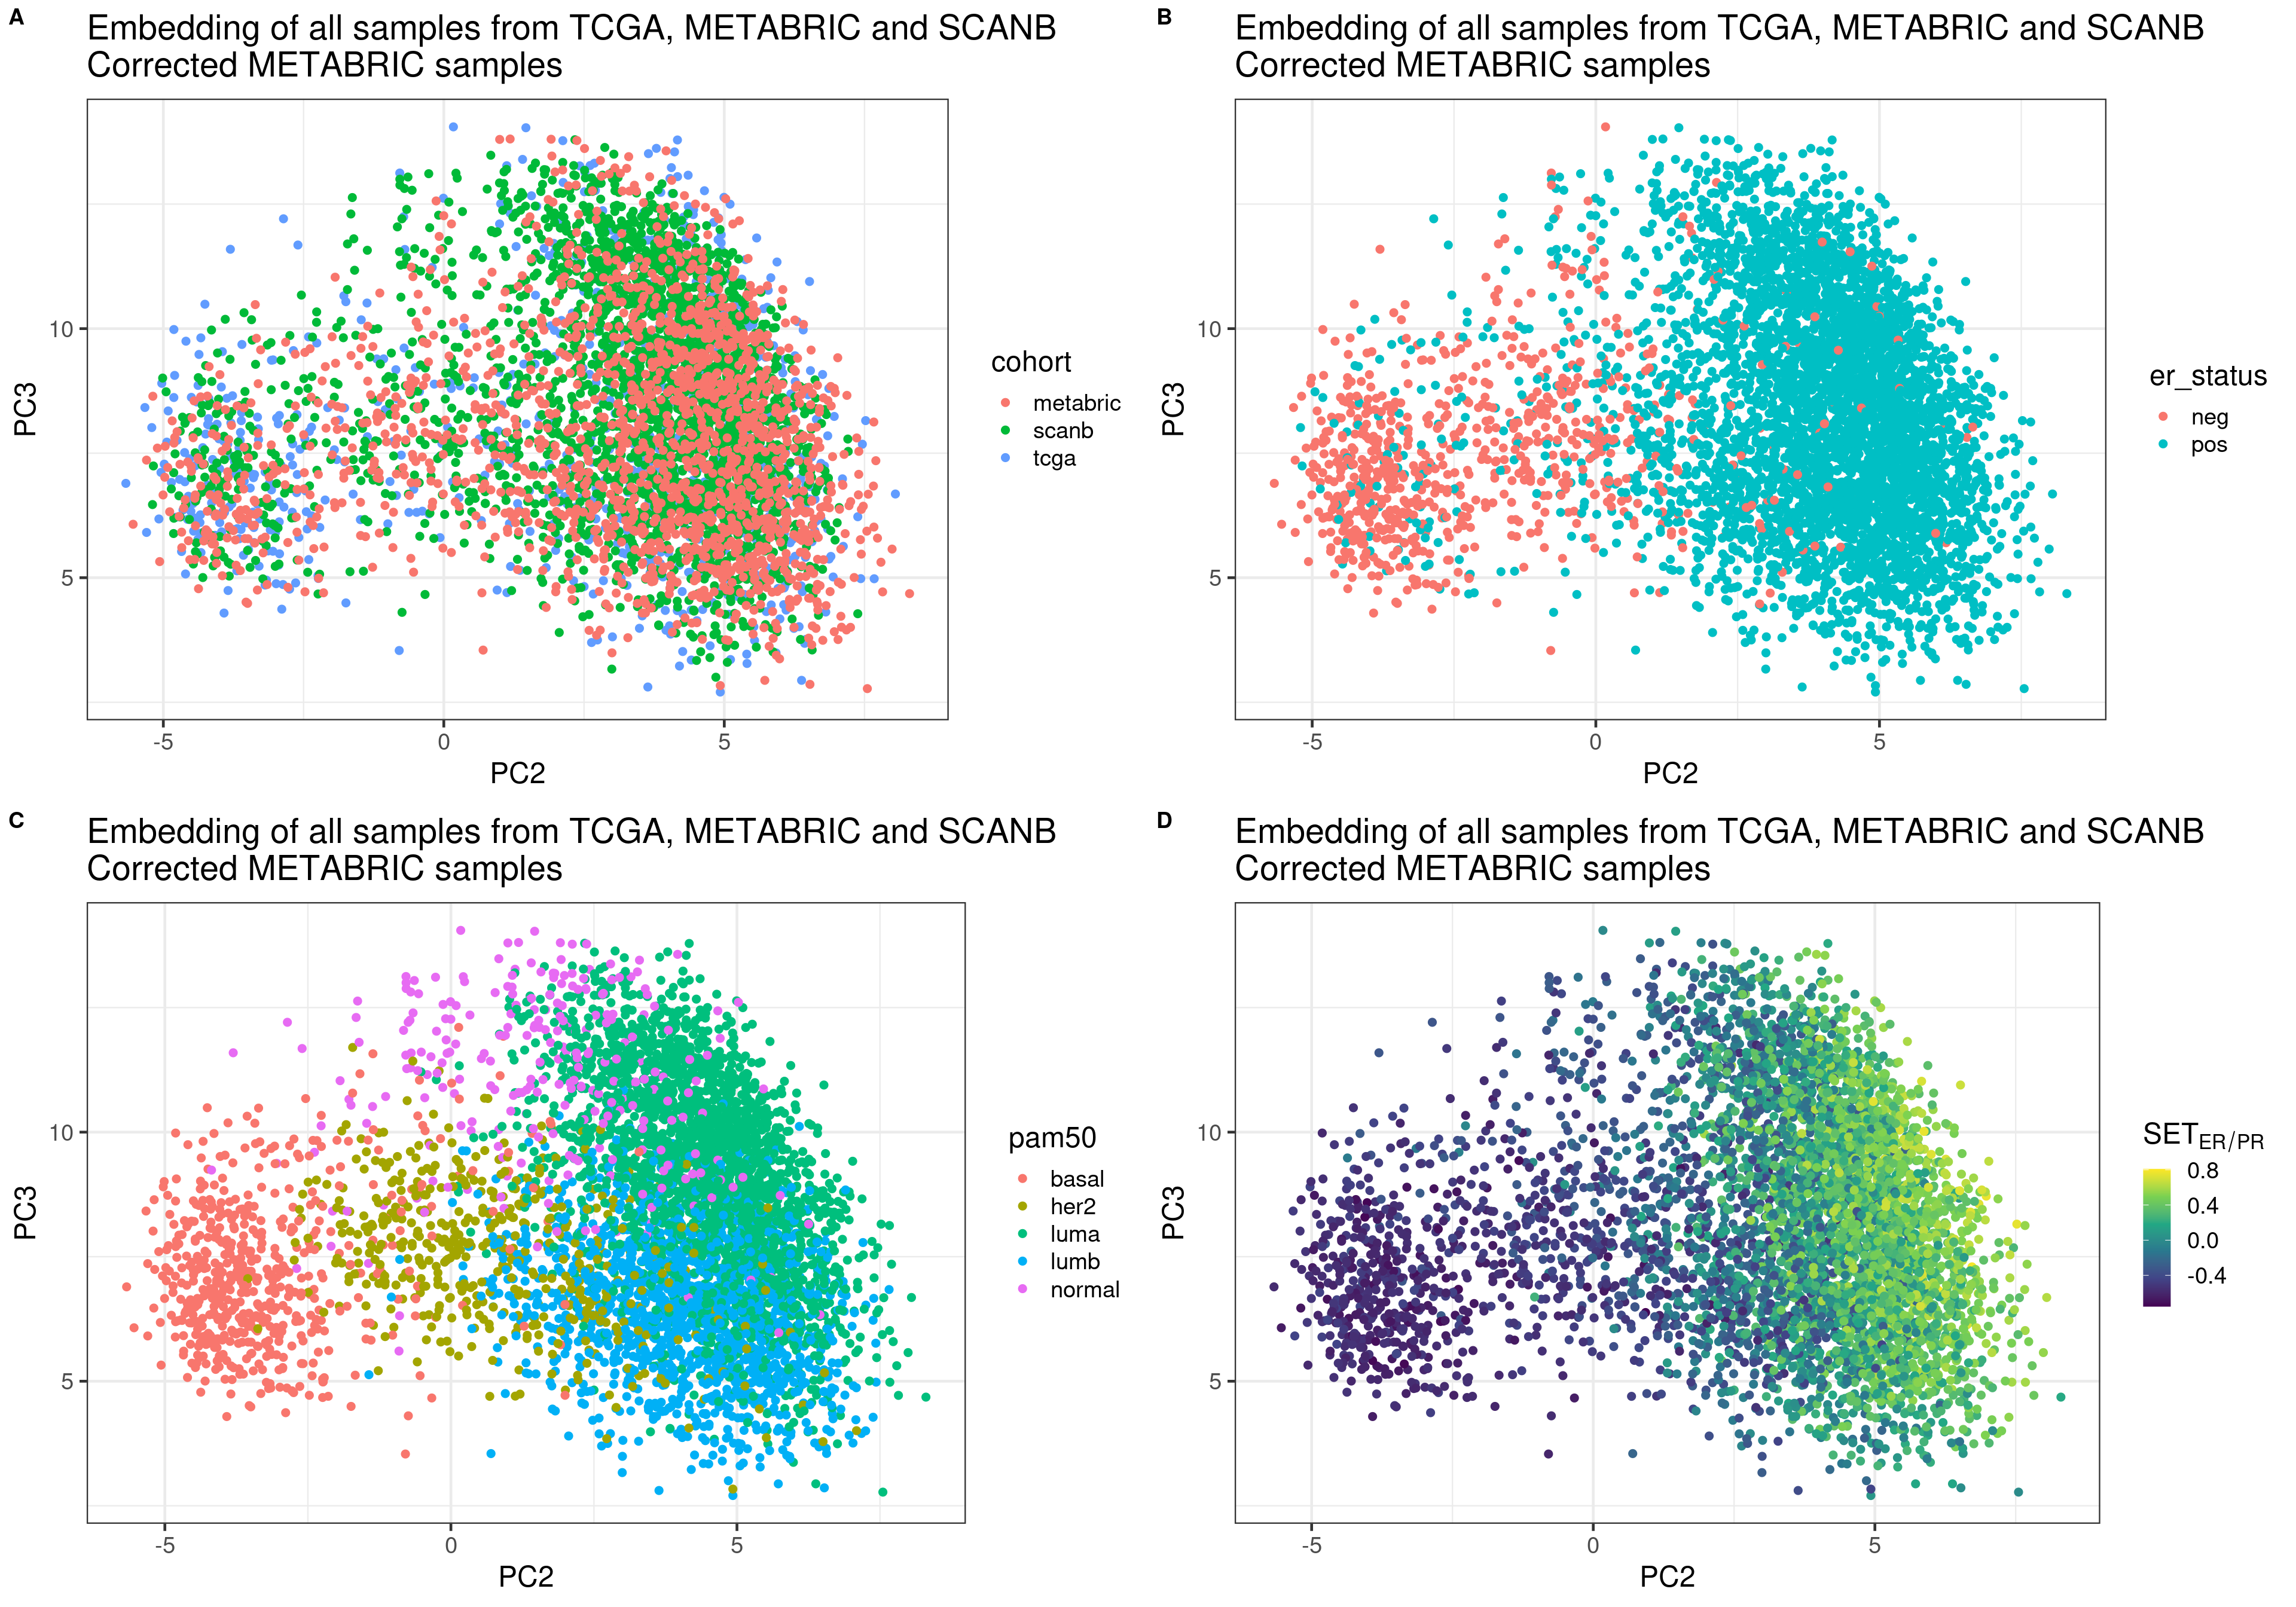 A
Embedding of all samples from TCGA, METABRIC and SCANB
Corrected METABRIC samples
10
5
PC3
-5
0
5
PC2
cohort
metabric
scanb
tcga
B
Embedding of all samples from TCGA, METABRIC and SCANB
Corrected METABRIC samples
10
5
PC3
-5
0
5
PC2
er_status
neg
pos
C
Embedding of all samples from TCGA, METABRIC and SCANB
Corrected METABRIC samples
10
5
PC3
-5
0
5
PC2
pam50
basal
her2
luma
lumb
normal
D
Embedding of all samples from TCGA, METABRIC and SCANB
Corrected METABRIC samples
10
5
PC3
-5
0
5
PC2
SET ER/PR
0.8
0.4
0.0
-0.4